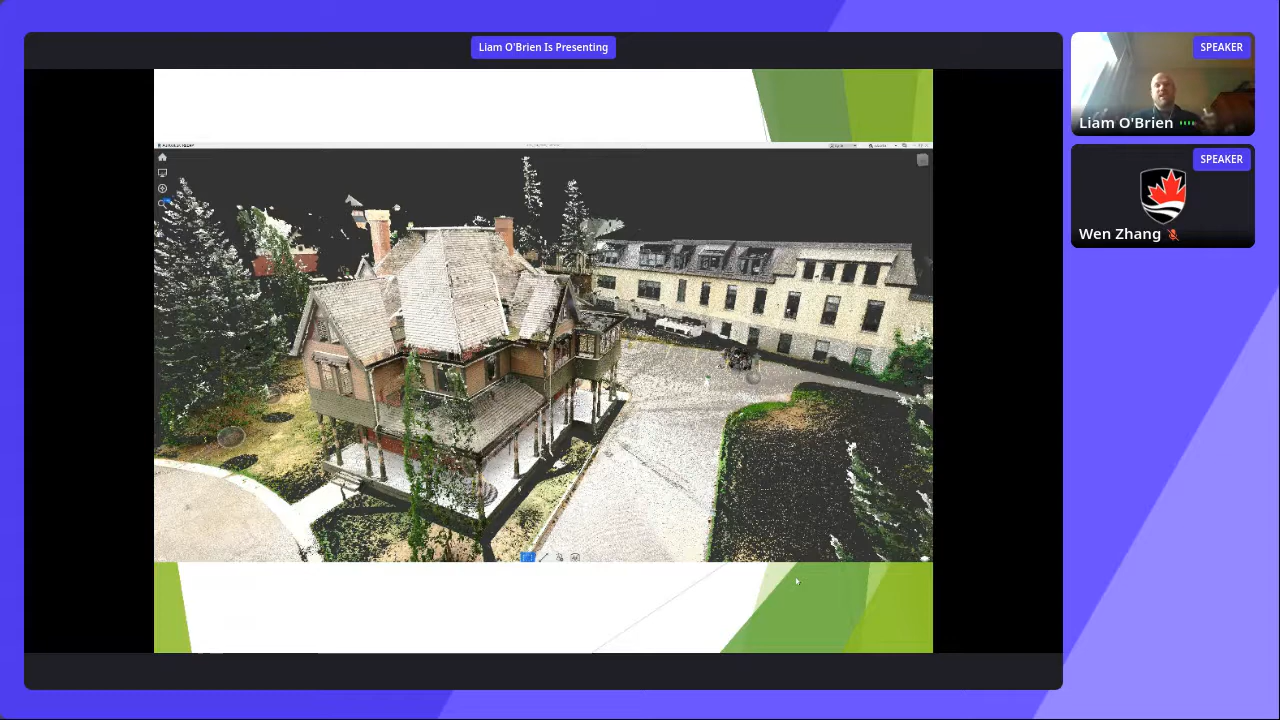 Liam O'Brien Is Presenting
SPEAKER
Liam O'Brien
SPEAKER
Wen Zhang